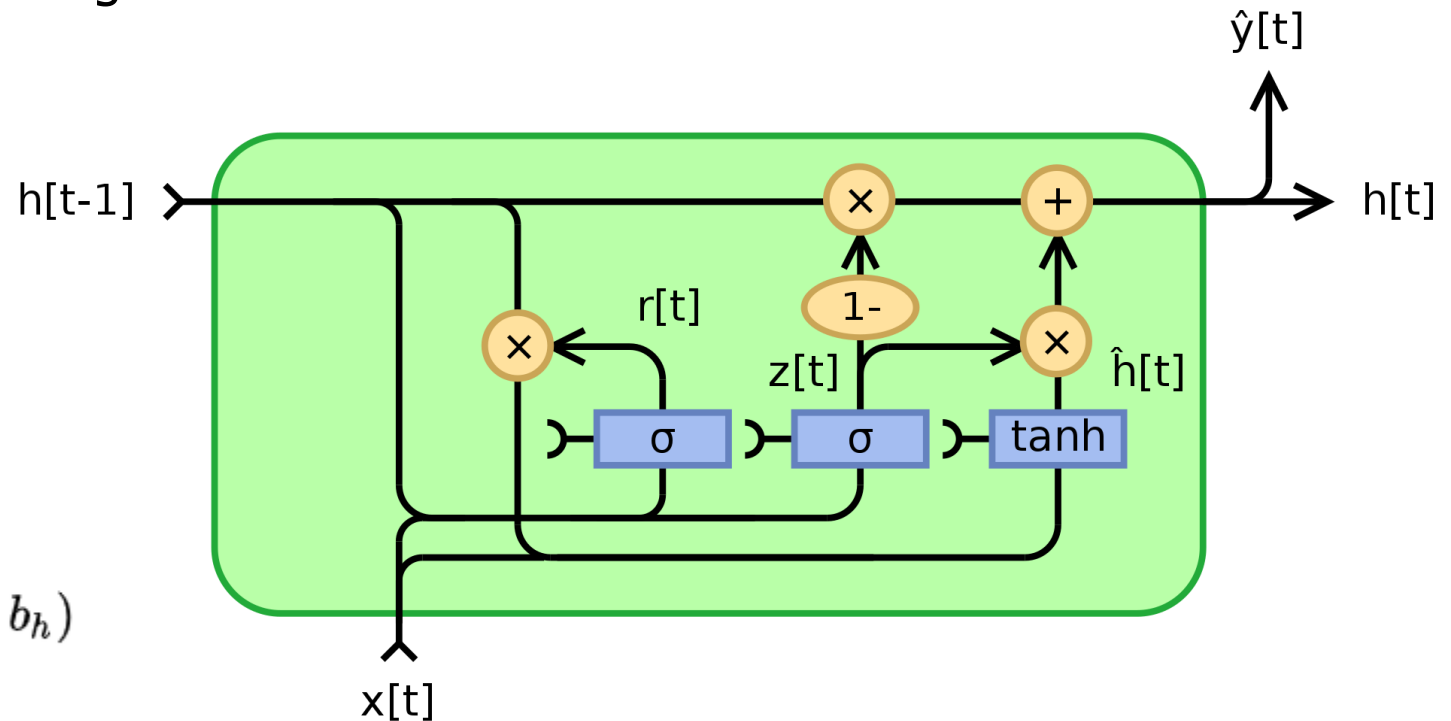 g
ŷ[t]
h[t-1]
×
+
h[t]
1-
r[t]
×
z[t]
×
ĥ[t]
σ
σ
tanh
b_h)
x[t]